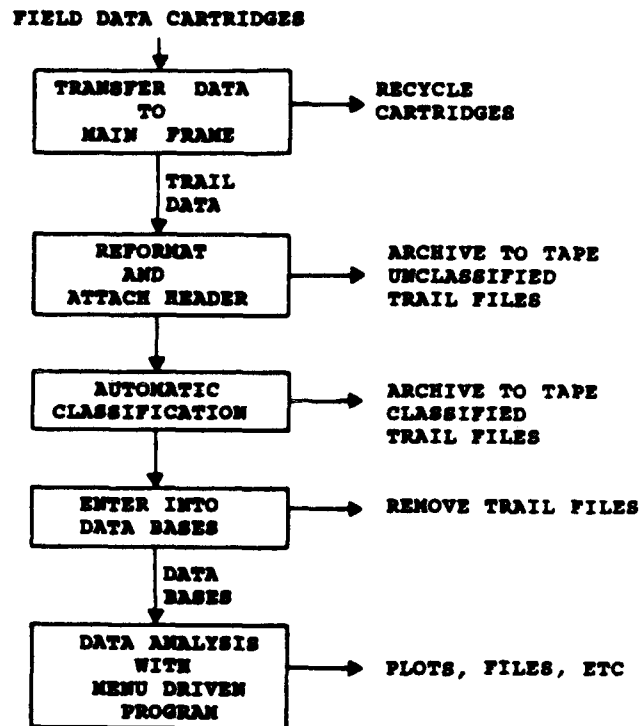 FIELD DATA CARTRIDGES
TRANSFER DATA
TO
MAIN FRAME
RECYCLE
CARTRIDGES
TRAIL
DATA
REFORMAT
AND
ATTACH HEADER
ARCHIVE TO TAPE
UNCLASSIFIED
TRAIL FILES
AUTOMATIC
CLASSIFICATION
ARCHIVE TO TAPE
CLASSIFIED
TRAIL FILES
ENTER INTO
DATA BASES
REMOVE TRAIL FILES
DATA
BASES
DATA ANALYSIS
WITH
MENU DRIVEN
PROGRAM
PLOTS, FILES, ETC